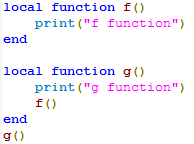 local function f()
    print("f function")
end

local function g()
    print("g function")
    f()
end
g()